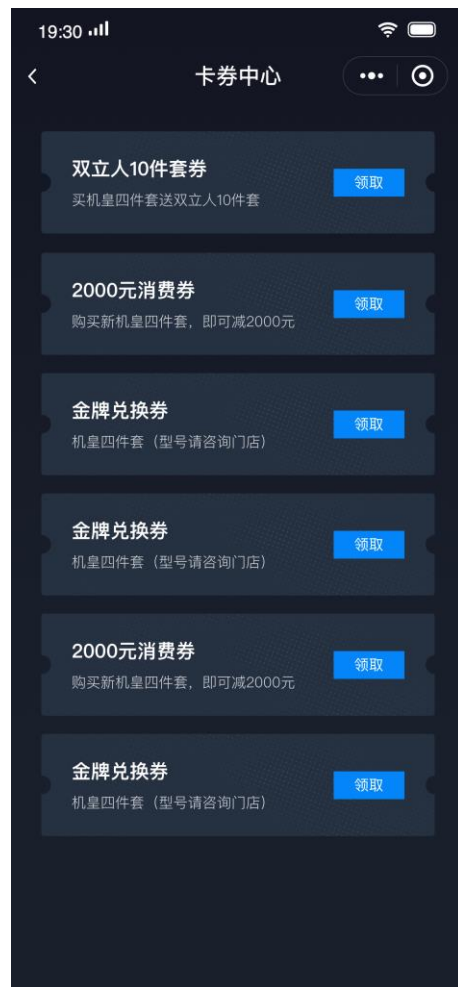 19:30
卡券中心
双立人10件套券
买机皇四件套送双立人10件套
领取
2000元消费券
购买新机皇四件套，即可减2000元
领取
金牌兑换券
机皇四件套（型号请咨询门店）
领取
金牌兑换券
机皇四件套（型号请咨询门店）
领取
2000元消费券
购买新机皇四件套，即可减2000元
领取
金牌兑换券
机皇四件套（型号请咨询门店）
领取